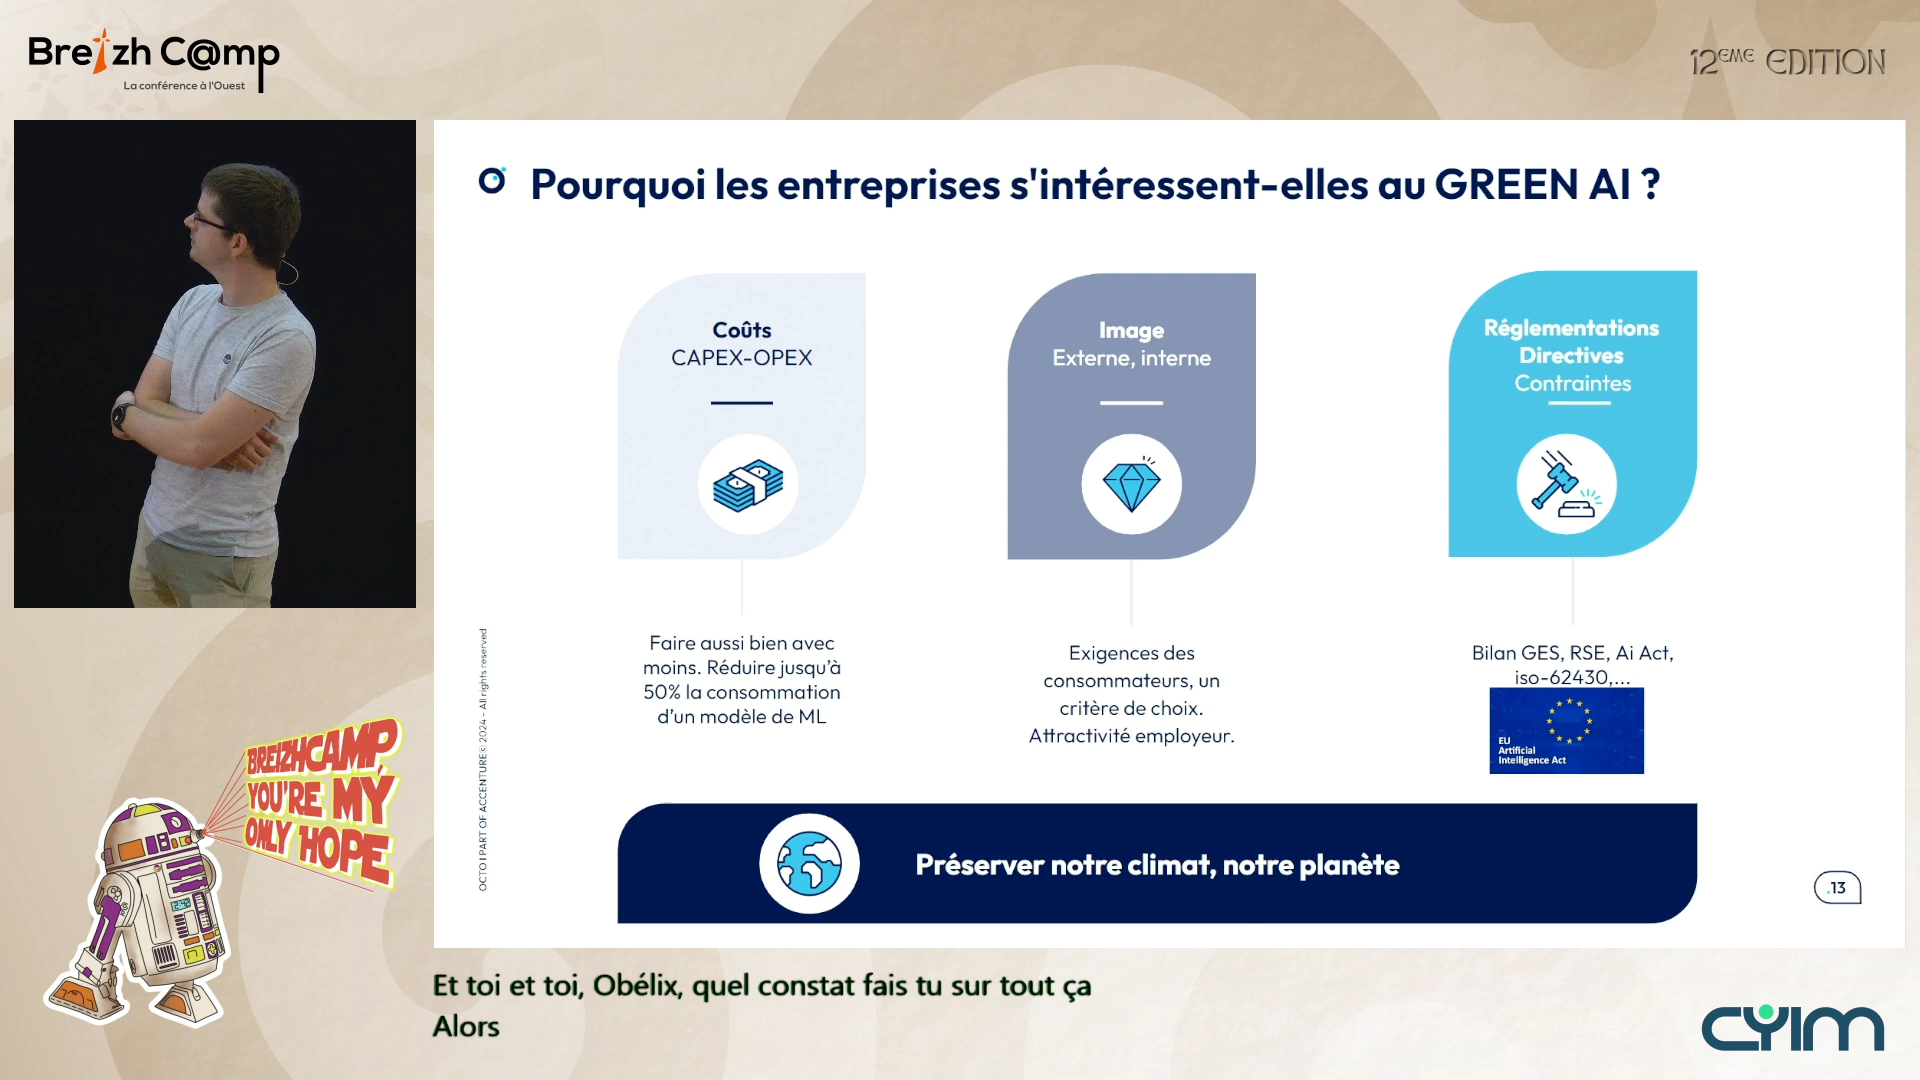 Breizh C@mp
La conférence à l'Ouest
12EME EDITION
Pourquoi les entreprises s'intéressent-elles au GREEN AI ?
Coûts
CAPEX-OPEX
Image
Externe, interne
Réglementations
Directives
Contraintes
Faire aussi bien avec
moins. Réduire jusqu'à
50% la consommation
d'un modèle de ML
Exigences des
consommateurs, un
critère de choix.
Attractivité employeur.
Bilan GES, RSE, Ai Act,
iso-62430,...
EU
Artificial
Intelligence Act
Préserver notre climat, notre planète
.13
OCTO I PART OF ACCENTURE © 2024 - All rights reserved
BREIZHCAMP,
YOU'RE MY
ONLY HOPE
Et toi et toi, Obélix, quel constat fais tu sur tout ça
Alors
CYIM